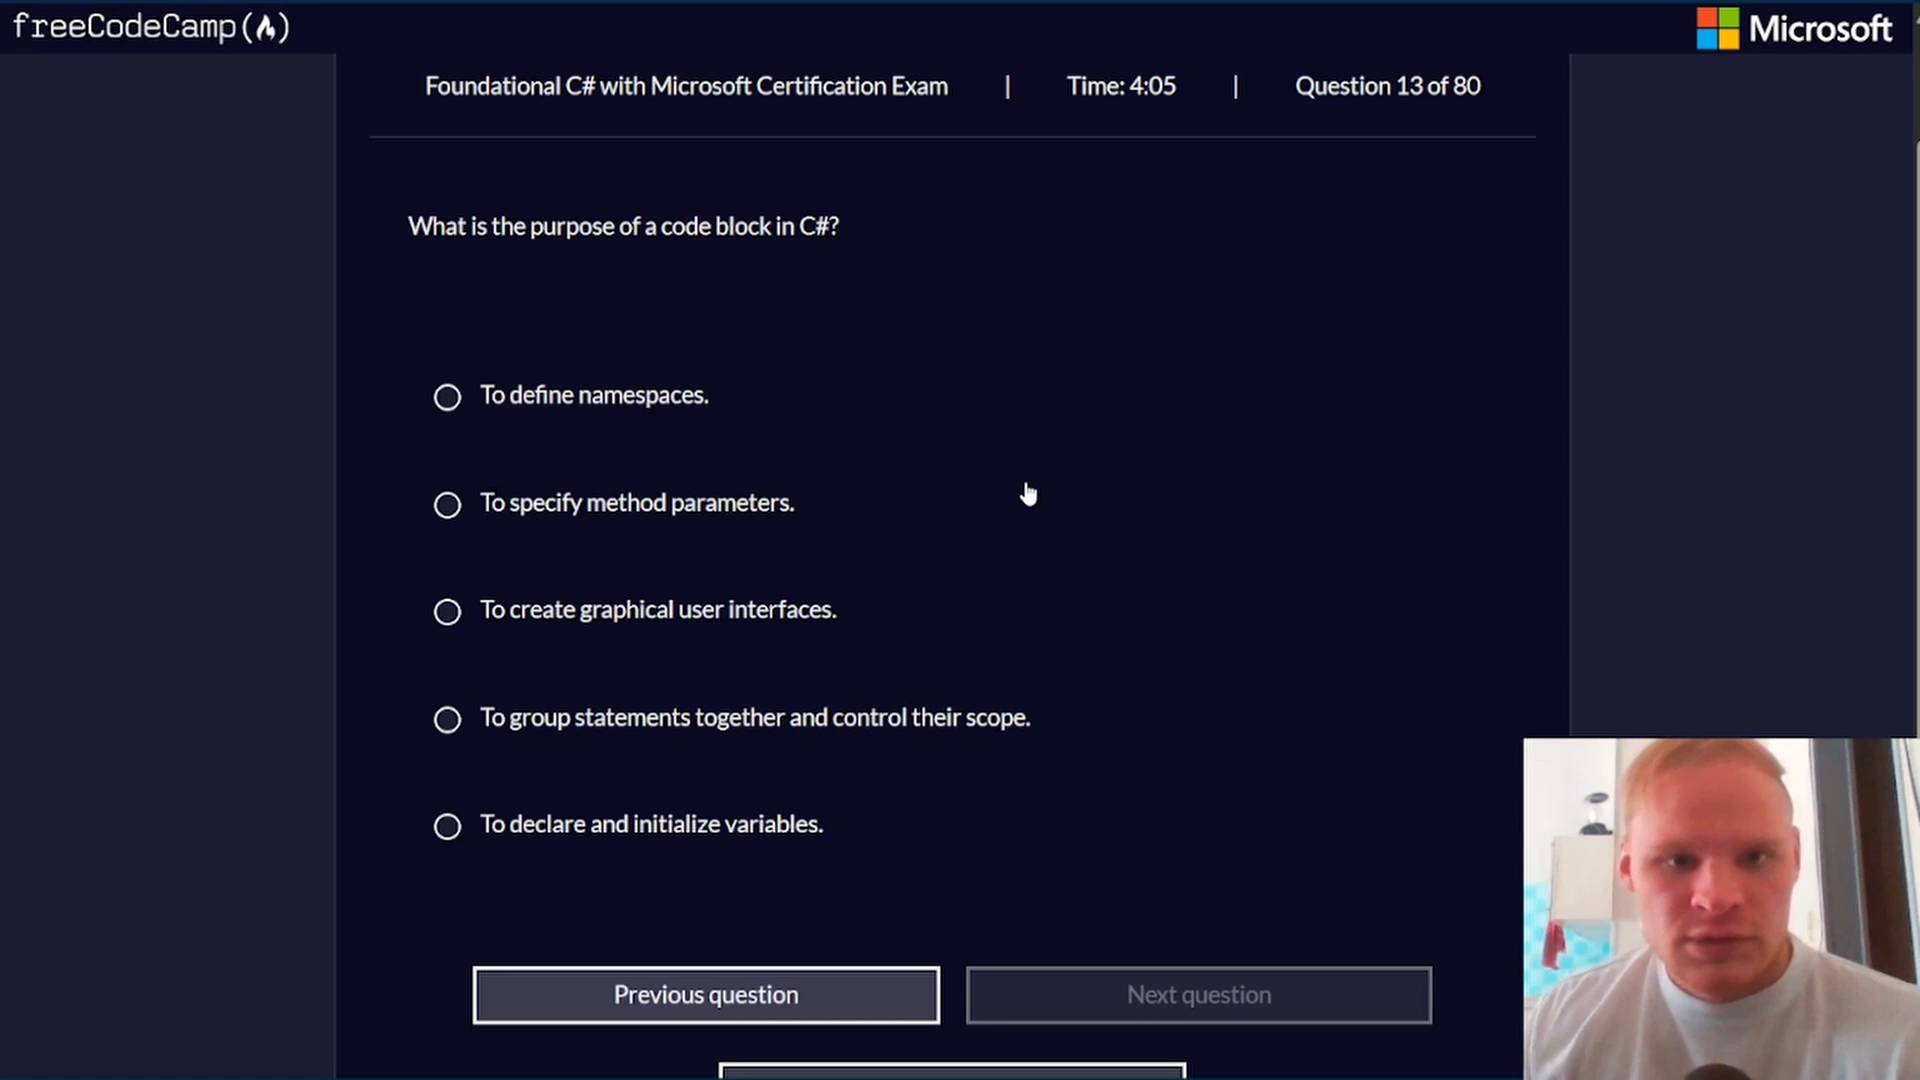 freeCodeCamp
Microsoft
Foundational C# with Microsoft Certification Exam | Time: 4:05 | Question 13 of 80
What is the purpose of a code block in C#?
To define namespaces.
To specify method parameters.
To create graphical user interfaces.
To group statements together and control their scope.
To declare and initialize variables.
Previous question
Next question